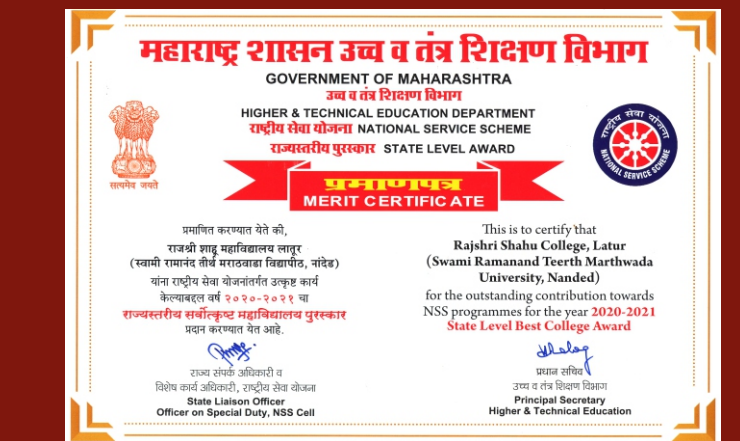 महाराष्ट्र शासन उच्च व तंत्र शिक्षण विभाग
GOVERNMENT OF MAHARASHTRA
उच्च व तंत्र शिक्षण विभाग
HIGHER & TECHNICAL EDUCATION DEPARTMENT
राष्ट्रीय सेवा योजना NATIONAL SERVICE SCHEME
राज्यस्तरीय पुरस्कार STATE LEVEL AWARD
सत्यमेव जयते
राष्ट्रीय सेवा योजना
NATIONAL SERVICE SCHEME
प्रमाणपत्र
MERIT CERTIFICATE
प्रमाणित करण्यात येते की,
राजश्री शाहू महाविद्यालय लातूर
(स्वामी रामानंद तीर्थ मराठवाडा विद्यापीठ, नांदेड)
यांना राष्ट्रीय सेवा योजनांतर्गत उत्कृष्ट कार्य
केल्याबद्दल वर्ष २०२०-२०२१ चा
राज्यस्तरीय सर्वोत्कृष्ट महाविद्यालय पुरस्कार
प्रदान करण्यात येत आहे.
राज्य संपर्क अधिकारी व
विशेष कार्य अधिकारी, राष्ट्रीय सेवा योजना
State Liaison Officer
Officer on Special Duty, NSS Cell
This is to certify that
Rajshri Shahu College, Latur
(Swami Ramanand Teerth Marthwada
University, Nanded)
for the outstanding contribution towards
NSS programmes for the year 2020-2021
State Level Best College Award
प्रधान सचिव
उच्च व तंत्र शिक्षण विभाग
Principal Secretary
Higher & Technical Education